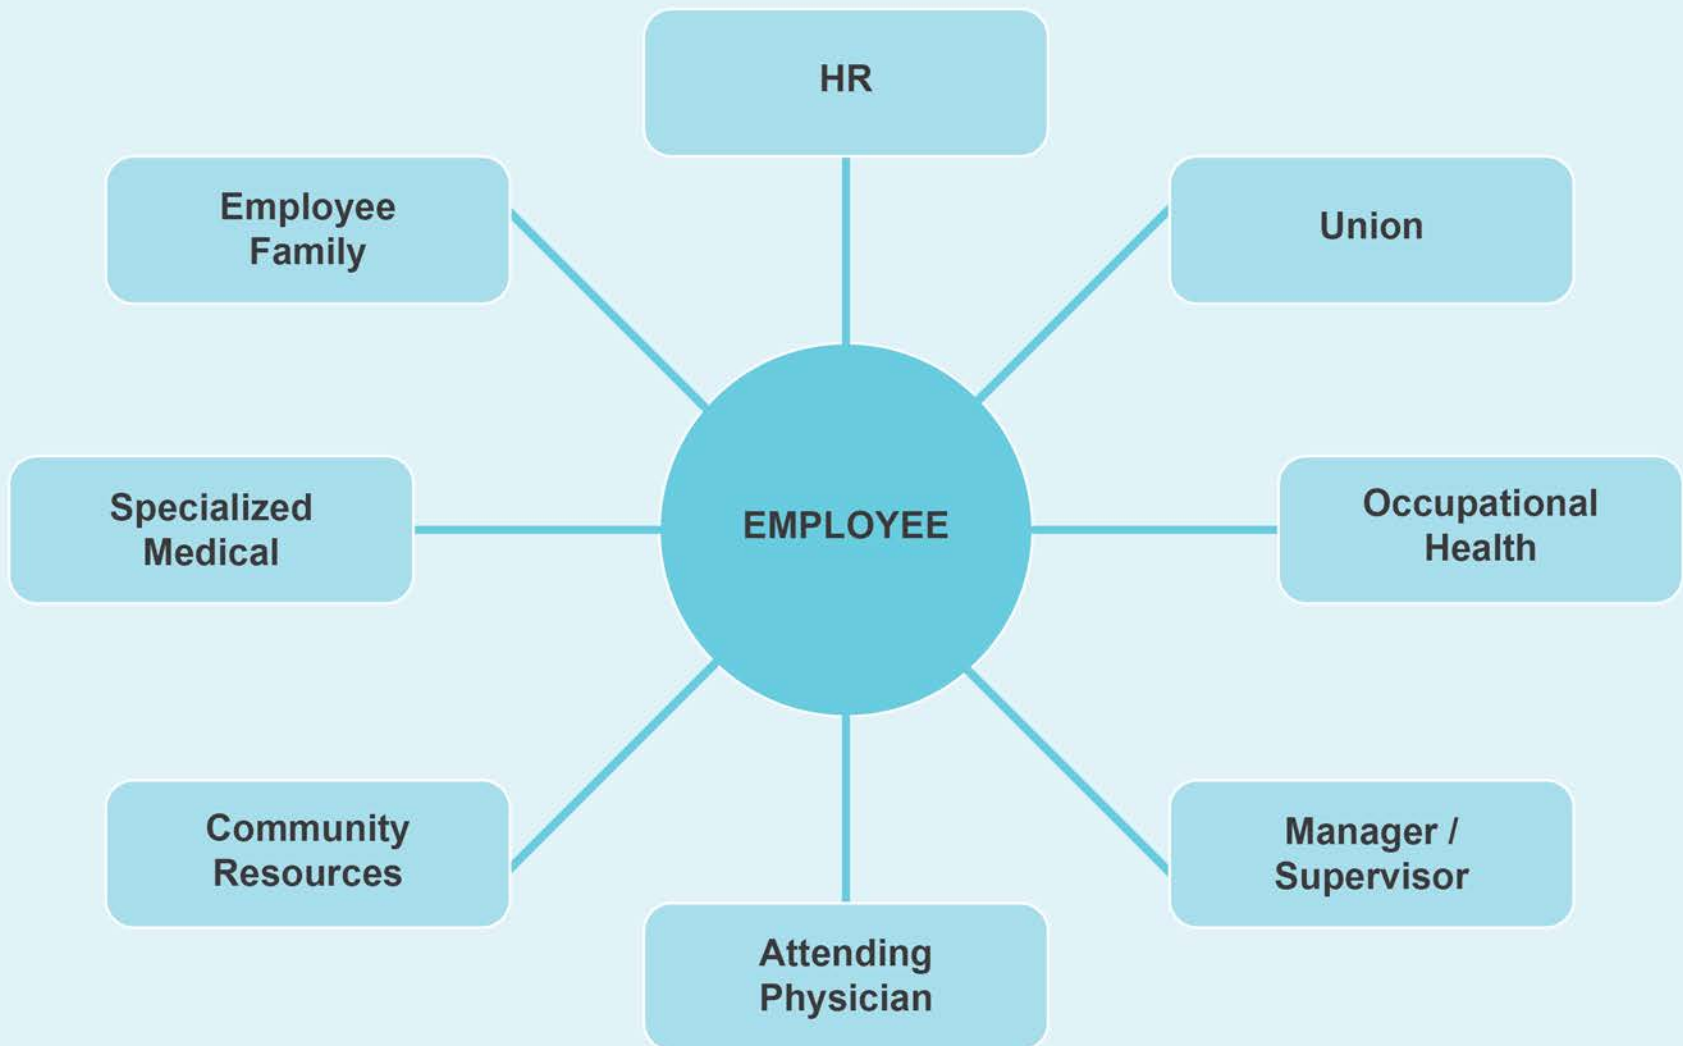 HR
Employee
Family
Union
Specialized
Medical
EMPLOYEE
Occupational
Health
Community
Resources
Manager /
Supervisor
Attending
Physician